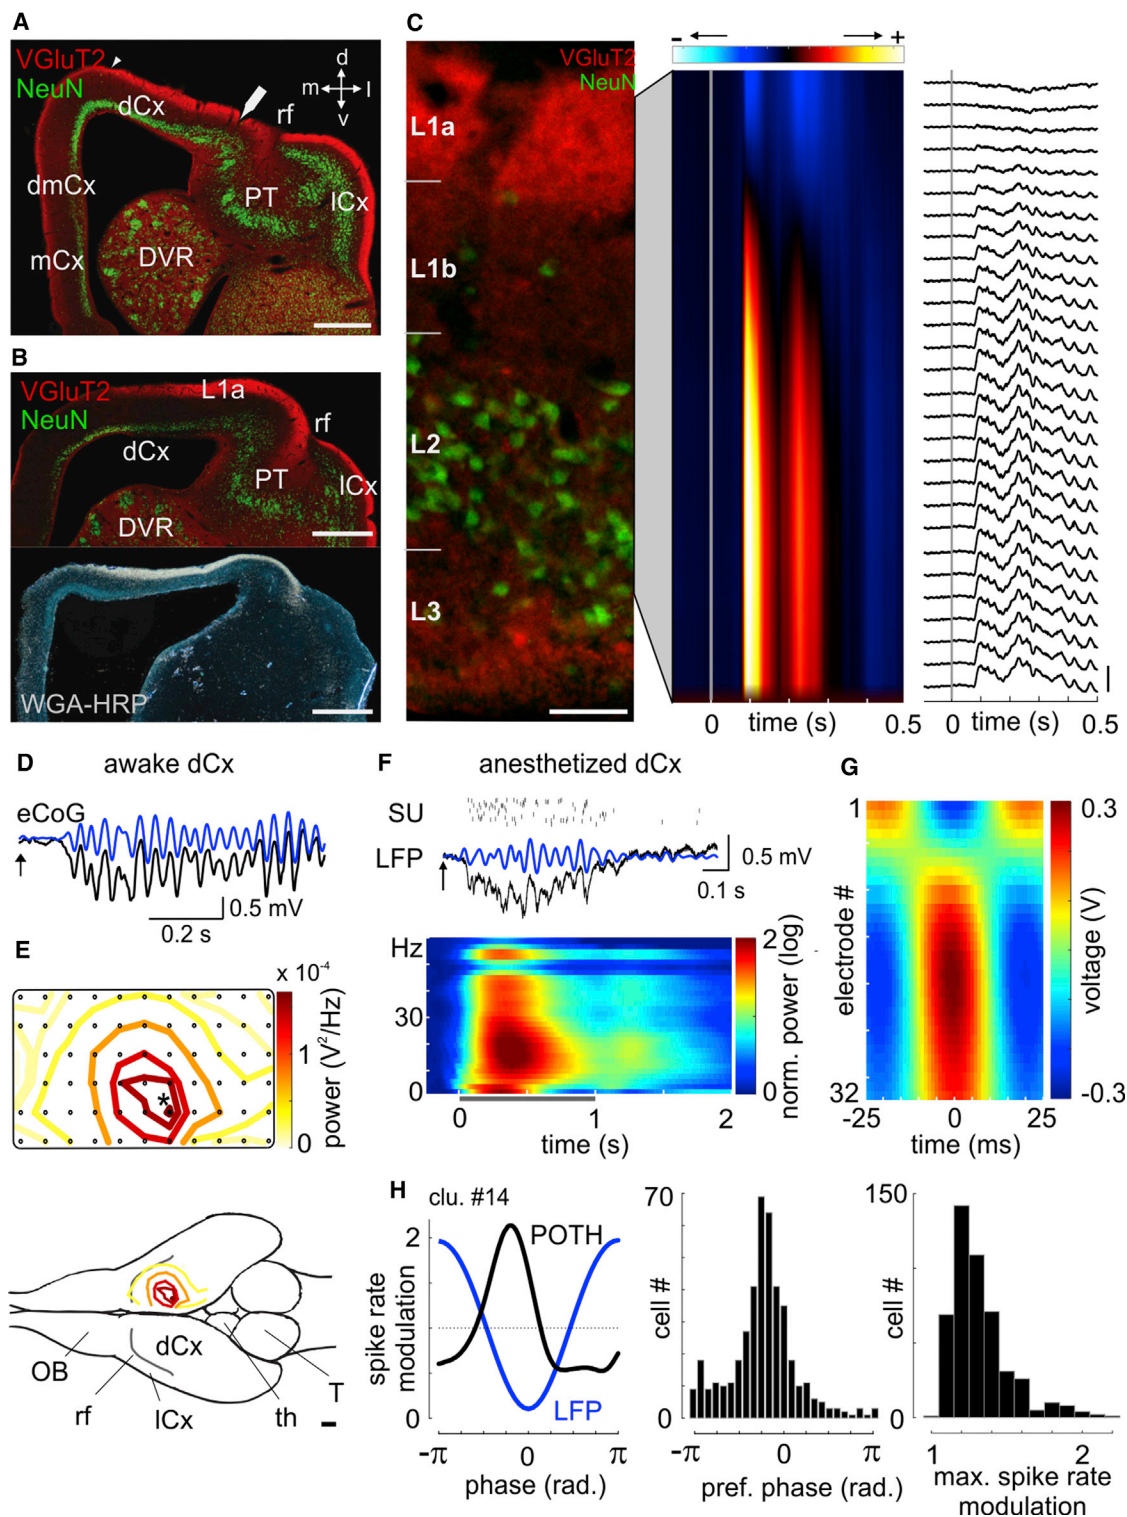 A
VGluT2
NeuN
dCx
rf
d
m
l
v
dmCx
PT
lCx
mCx
DVR
B
VGluT2
NeuN
L1a
rf
dCx
PT
lCx
DVR
WGA-HRP
C
VGluT2
NeuN
L1a
L1b
L2
L3
- +
0 time (s) 0.5
0 time (s) 0.5
D awake dCx
eCoG
0.5 mV
0.2 s
E
x 10-4
1
0
power (V2/Hz)
*
dCx
OB
rf
lCx
th
T
F anesthetized dCx
SU
LFP
0.5 mV
0.1 s
Hz
30
0
0 1 2
time (s)
2
0
norm. power (log)
G
1
electrode #
32
-25 0 25
time (ms)
0.3
voltage (V)
-0.3
H clu. #14
POTH
LFP
2
0
spike rate
modulation
-π 0 π
phase (rad.)
70
cell #
0
-π 0 π
pref. phase (rad.)
150
cell #
0
1 2
max. spike rate
modulation